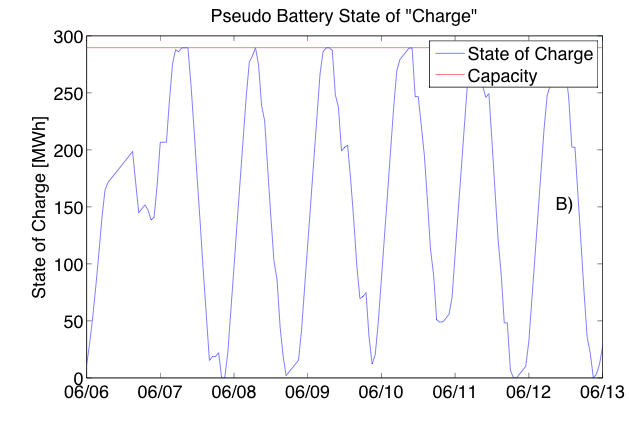 Pseudo Battery State of "Charge"
300
250
200
150
100
50
0
State of Charge [MWh]
State of Charge
Capacity
B)
06/06 06/07 06/08 06/09 06/10 06/11 06/12 06/13